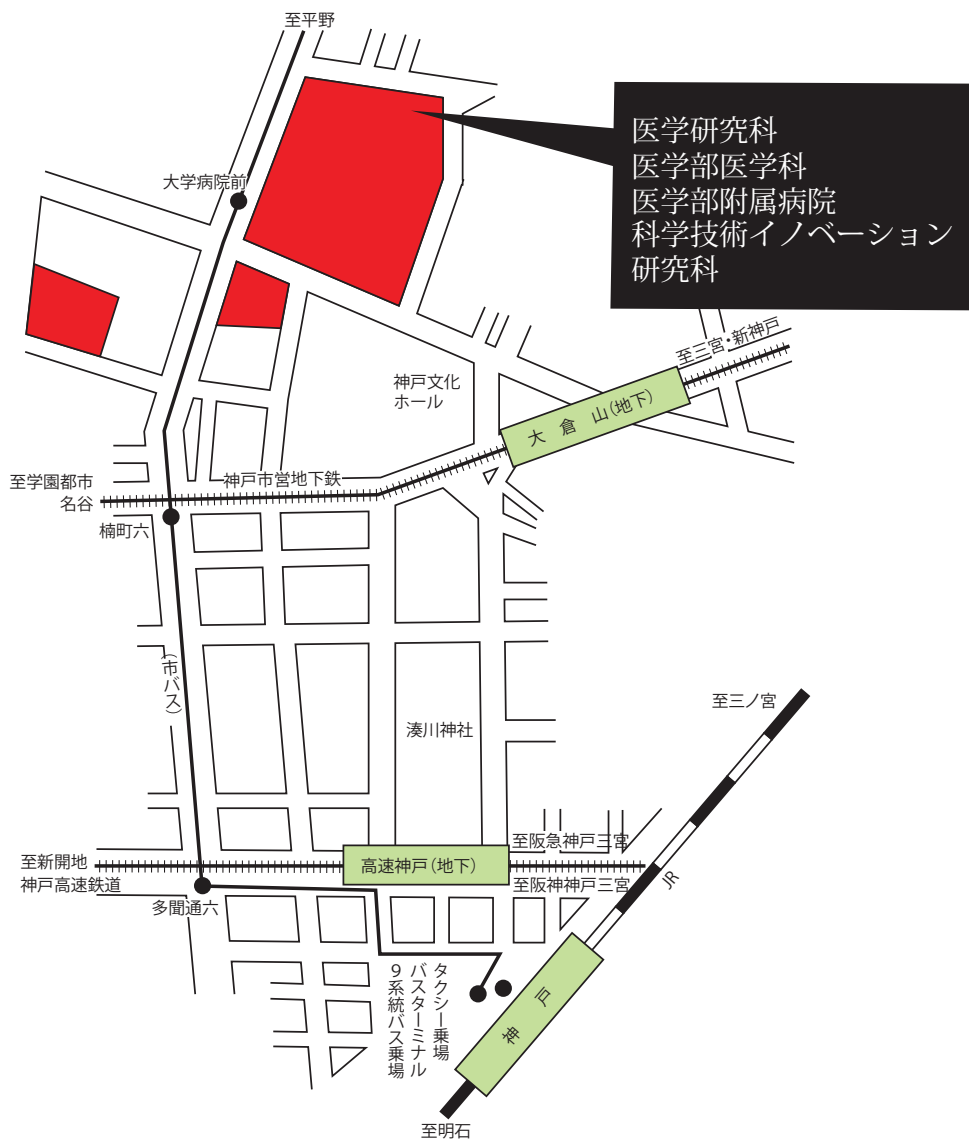 至平野
医学研究科
医学部医学科
医学部附属病院
科学技術イノベーション
研究科
大学病院前
至三宮・新神戸
神戸文化
ホール
大倉山(地下)
至学園都市
名谷
神戸市営地下鉄
楠町六
(市バス)
至三ノ宮
湊川神社
至新開地
神戸高速鉄道
高速神戸(地下)
至阪急神戸三宮
至阪神神戸三宮
JR
多聞通六
タクシー乗場
バスターミナル
9系統バス乗場
神戸
至明石